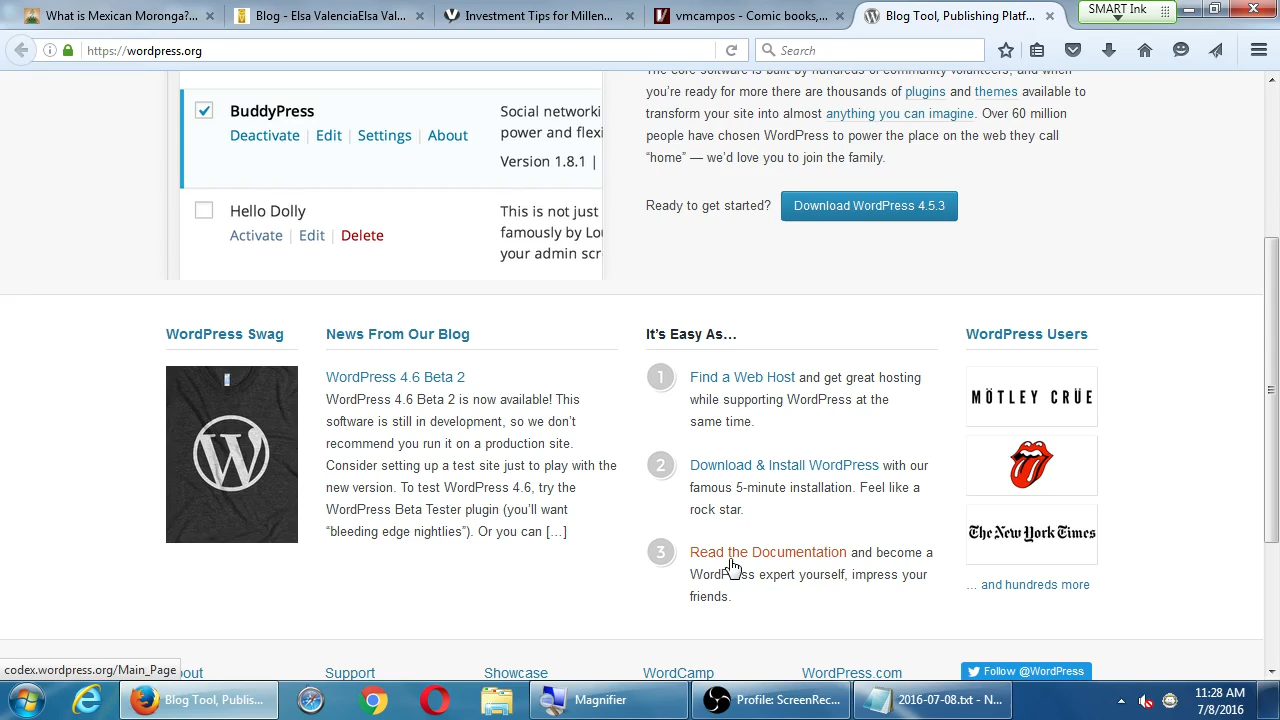 What is Mexican Moronga?...
Blog - Elsa ValenciaElsa Val...
Investment Tips for Millen...
vmcampos - Comic books,...
Blog Tool, Publishing Platf...
SMART Ink
https://wordpress.org
Search
The core software is built by hundreds of community volunteers, and when
you're ready for more there are thousands of plugins and themes available to
transform your site into almost anything you can imagine. Over 60 million
people have chosen WordPress to power the place on the web they call
“home” — we'd love you to join the family.
Ready to get started?
Download WordPress 4.5.3
BuddyPress
Deactivate | Edit | Settings | About
Social networki
power and flexi
Version 1.8.1 |
Hello Dolly
Activate | Edit | Delete
This is not just
famously by Lou
your admin scr
WordPress Swag
W
News From Our Blog
WordPress 4.6 Beta 2
WordPress 4.6 Beta 2 is now available! This
software is still in development, so we don't
recommend you run it on a production site.
Consider setting up a test site just to play with the
new version. To test WordPress 4.6, try the
WordPress Beta Tester plugin (you'll want
“bleeding edge nightlies”). Or you can […]
It's Easy As…
1
Find a Web Host and get great hosting
while supporting WordPress at the
same time.
2
Download & Install WordPress with our
famous 5-minute installation. Feel like a
rock star.
3
Read the Documentation and become a
WordPress expert yourself, impress your
friends.
WordPress Users
MÖTLEY CRÜE
The New York Times
… and hundreds more
codex.wordpress.org/Main_Page
out
Support
Showcase
WordCamp
WordPress.com
Follow @WordPress
Blog Tool, Publis...
Magnifier
Profile: ScreenRec...
2016-07-08.txt - N...
11:28 AM
7/8/2016